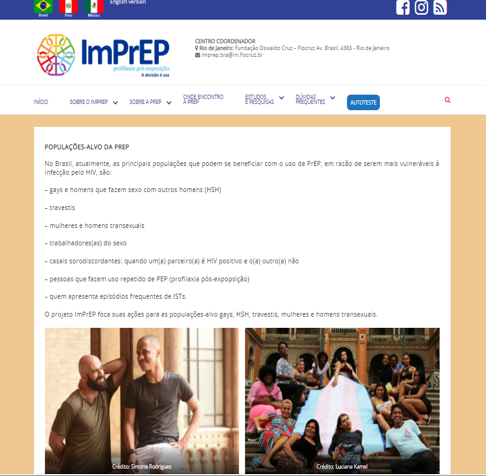 English version
Brasil Peru México
ImPrEP
profilaxia pré-exposição
A decisão é sua
CENTRO COORDENADOR
Rio de Janeiro: Fundação Oswaldo Cruz – Fiocruz Av. Brasil, 4365 - Rio de Janeiro
imprep.bra@ini.fiocruz.br
INÍCIO
SOBRE O IMPREP
SOBRE A PREP
ONDE ENCONTRO
A PREP
ESTUDOS
E PESQUISAS
DÚVIDAS
FREQUENTES
AUTOTESTE
POPULAÇÕES-ALVO DA PREP
No Brasil, atualmente, as principais populações que podem se beneficiar com o uso da PrEP, em razão de serem mais vulneráveis à
infecção pelo HIV, são:
– gays e homens que fazem sexo com outros homens (HSH)
– travestis
– mulheres e homens transexuais
– trabalhadores(as) do sexo
– casais sorodiscordantes: quando um(a) parceiro(a) é HIV positivo e o(a) outro(a) não
– pessoas que fazem uso repetido de PEP (profilaxia pós-expopsição)
– quem apresenta episódios frequentes de ISTs.
O projeto ImPrEP foca suas ações para as populações-alvo gays, HSH, travestis, mulheres e homens transexuais.
Crédito: Simone Rodrigues
Crédito: Luciana Kamel